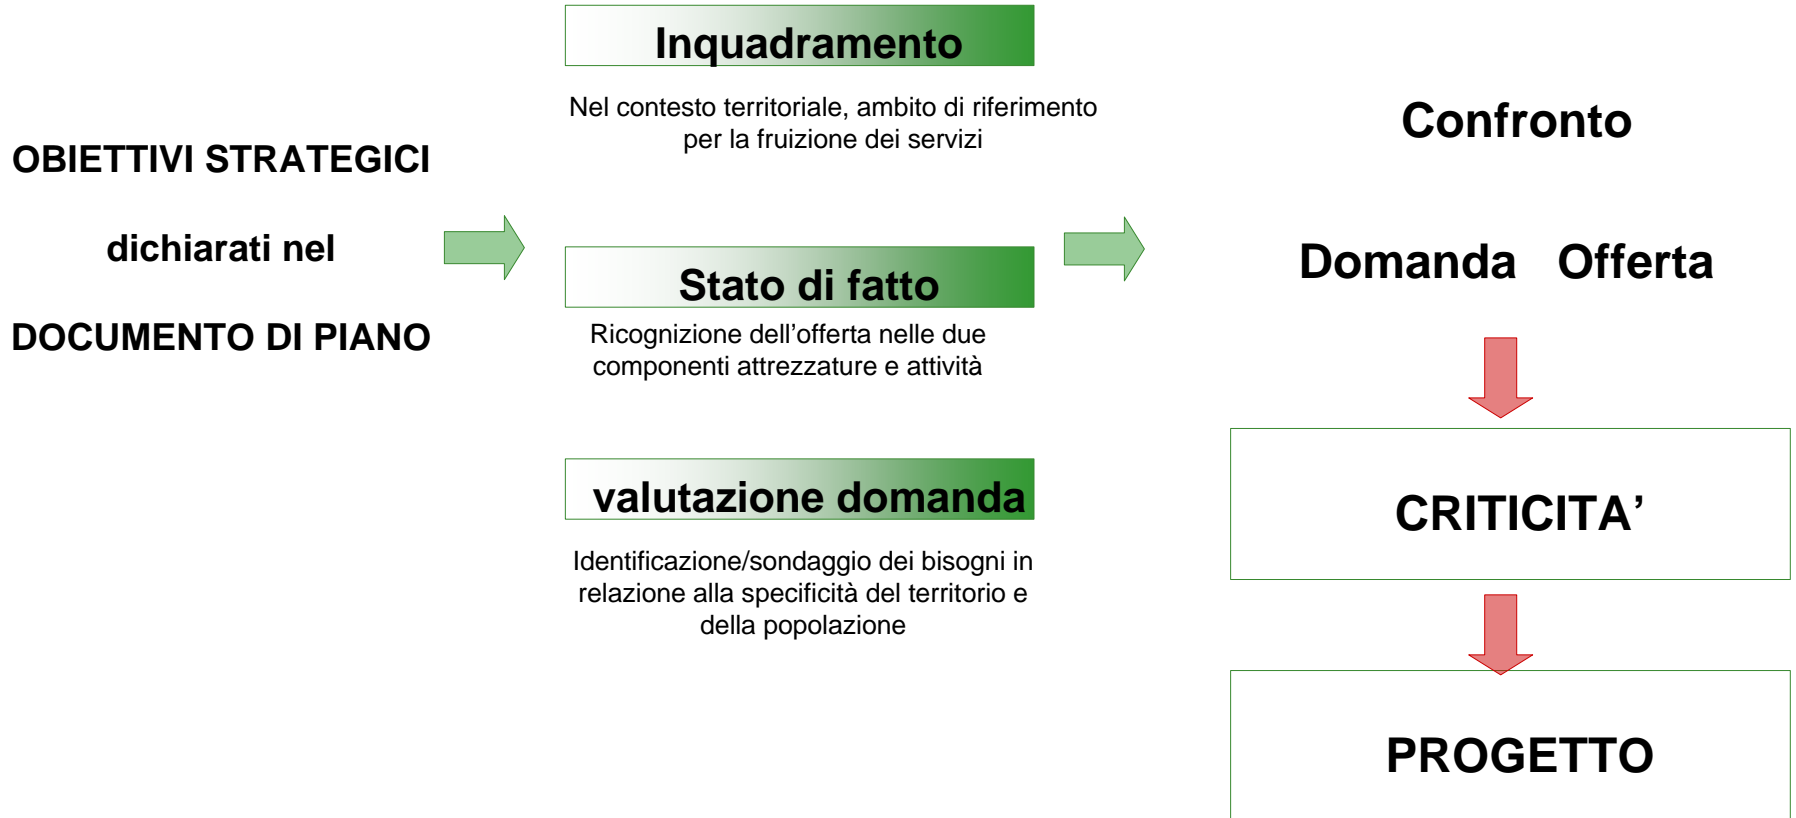 OBIETTIVI STRATEGICI
dichiarati nel
DOCUMENTO DI PIANO
Inquadramento
Nel contesto territoriale, ambito di riferimento
per la fruizione dei servizi
Stato di fatto
Ricognizione dell’offerta nelle due
componenti attrezzature e attività
valutazione domanda
Identificazione/sondaggio dei bisogni in
relazione alla specificità del territorio e
della popolazione
Confronto
Domanda Offerta
CRITICITA’
PROGETTO